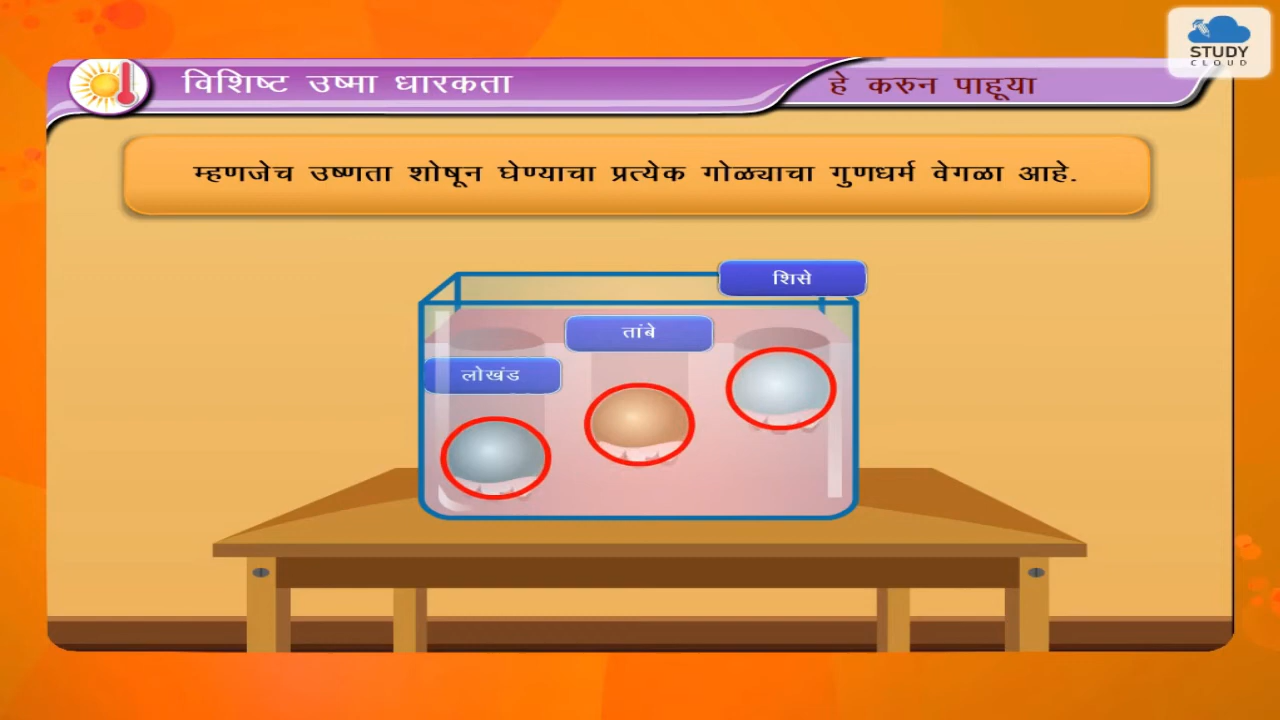 STUDY
CLOUD
विशिष्ट उष्मा धारकता
हे करुन पाहूया
म्हणजेच उष्णता शोषून घेण्याचा प्रत्येक गोळ्याचा गुणधर्म वेगळा आहे.
शिसे
तांबे
लोखंड